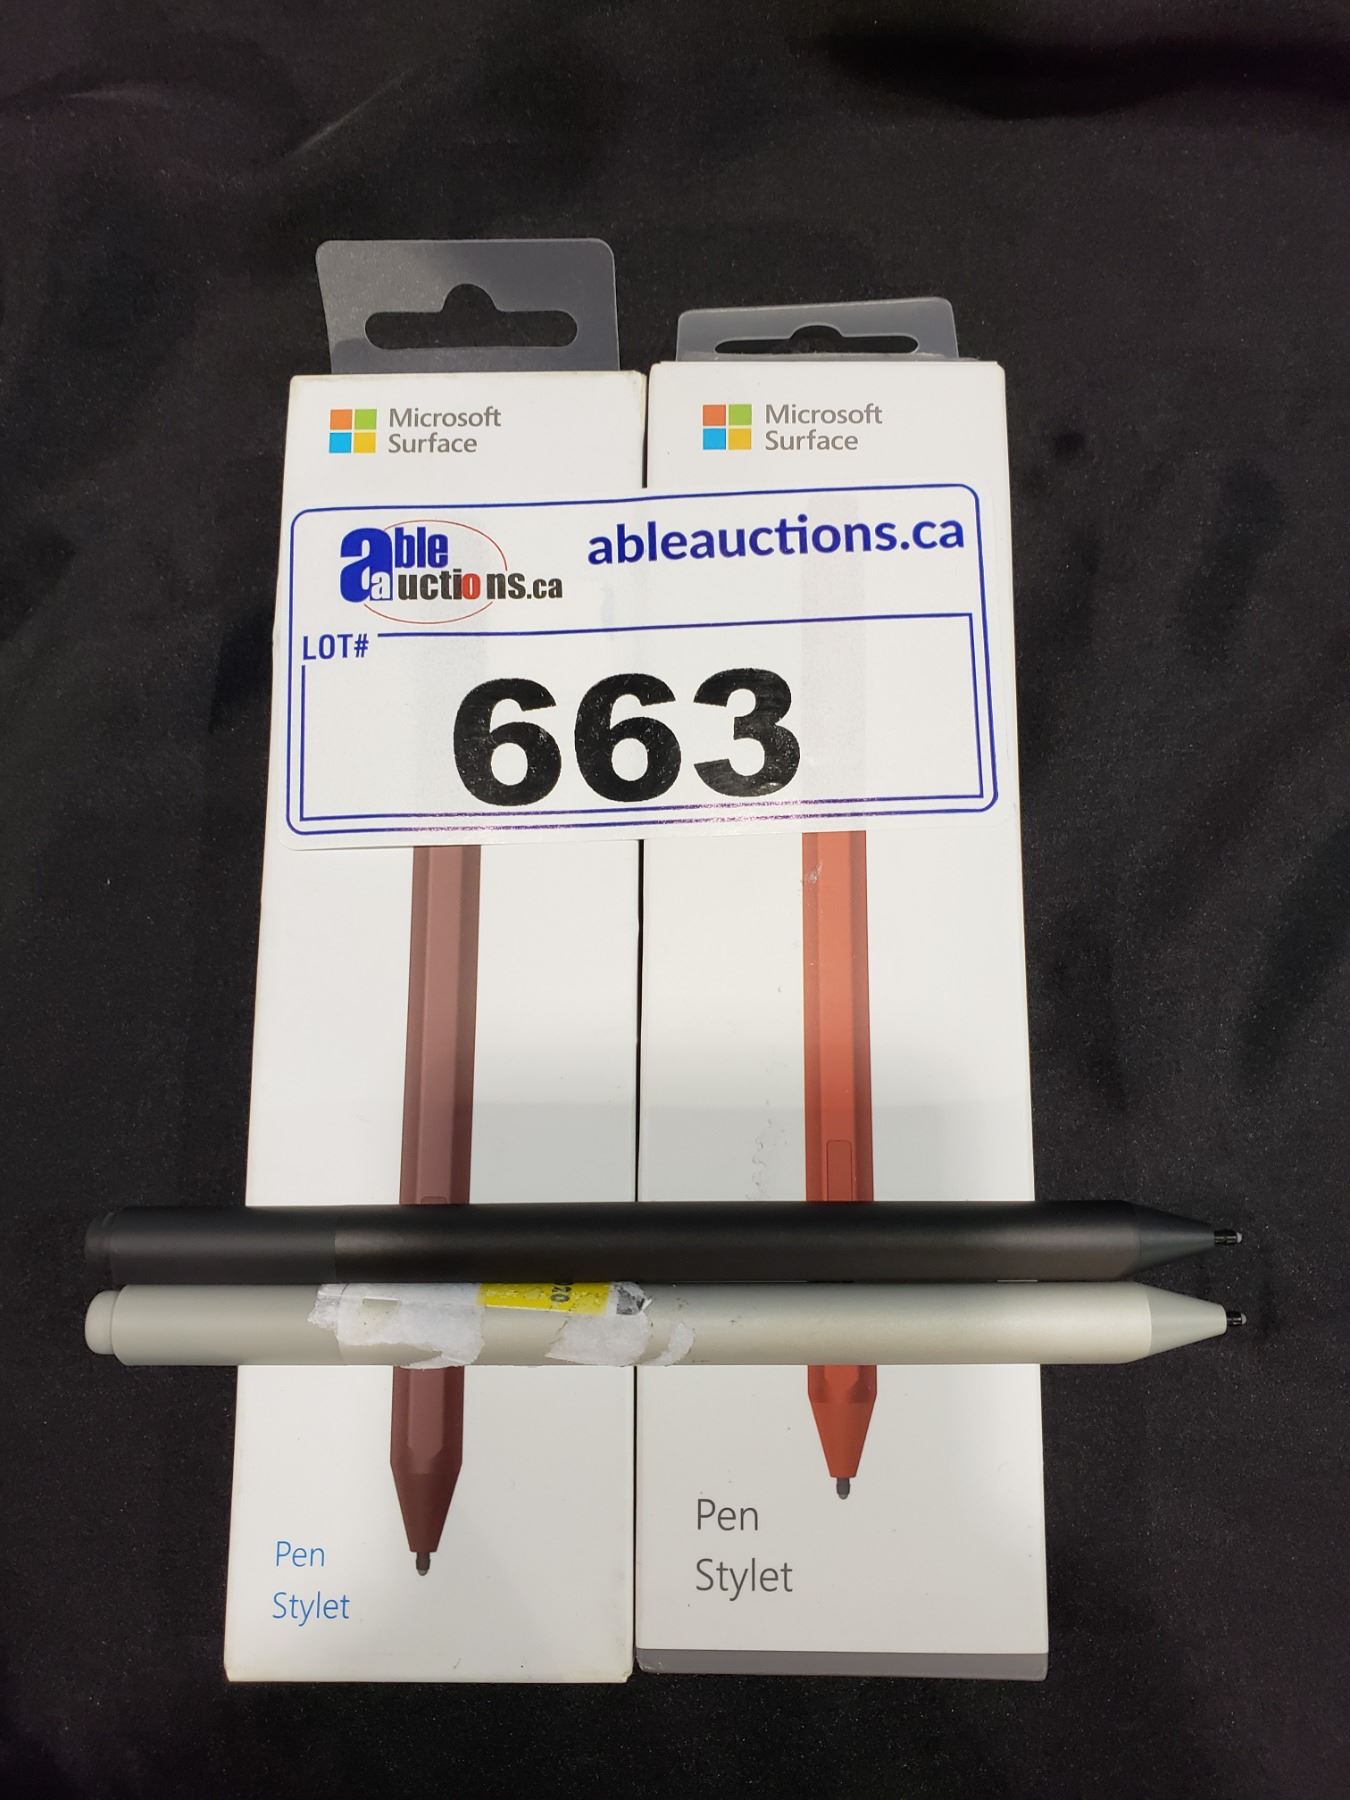 Microsoft
Surface
Microsoft
Surface
able
auctions.ca
ableauctions.ca
LOT#
663
Pen
Stylet
Pen
Stylet